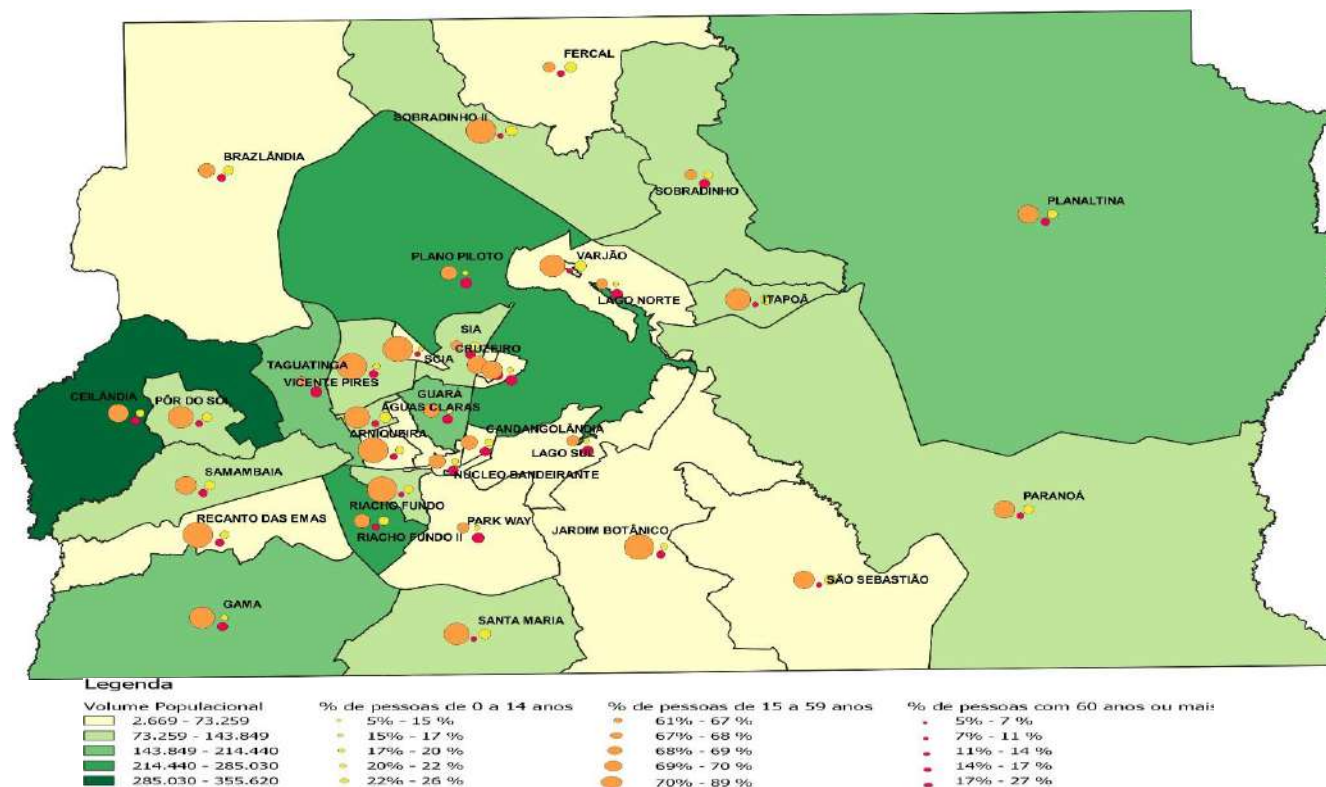 FERCAL
SOBRADINHO II
BRAZLÂNDIA
SOBRADINHO
PLANALTINA
PLANO PILOTO
VARJÃO
LAGO NORTE
ITAPOÃ
SIA
CRUZEIRO
SCIA
TAGUATINGA
VICENTE PIRES
CEILÂNDIA
PÔR DO SOL
GUARÁ
ÁGUAS CLARAS
ARNIQUEIRA
CANDANGOLÂNDIA
LAGO SUL
NÚCLEO BANDEIRANTE
SAMAMBAIA
RIACHO FUNDO
PARANOÁ
RECANTO DAS EMAS
RIACHO FUNDO II
PARK WAY
JARDIM BOTÂNICO
SÃO SEBASTIÃO
GAMA
SANTA MARIA
Legenda
Volume Populacional
2.669 - 73.259
73.259 - 143.849
143.849 - 214.440
214.440 - 285.030
285.030 - 355.620
% de pessoas de 0 a 14 anos
5% - 15 %
15% - 17 %
17% - 20 %
20% - 22 %
22% - 26 %
% de pessoas de 15 a 59 anos
61% - 67 %
67% - 68 %
68% - 69 %
69% - 70 %
70% - 89 %
% de pessoas com 60 anos ou mais
5% - 7 %
7% - 11 %
11% - 14 %
14% - 17 %
17% - 27 %